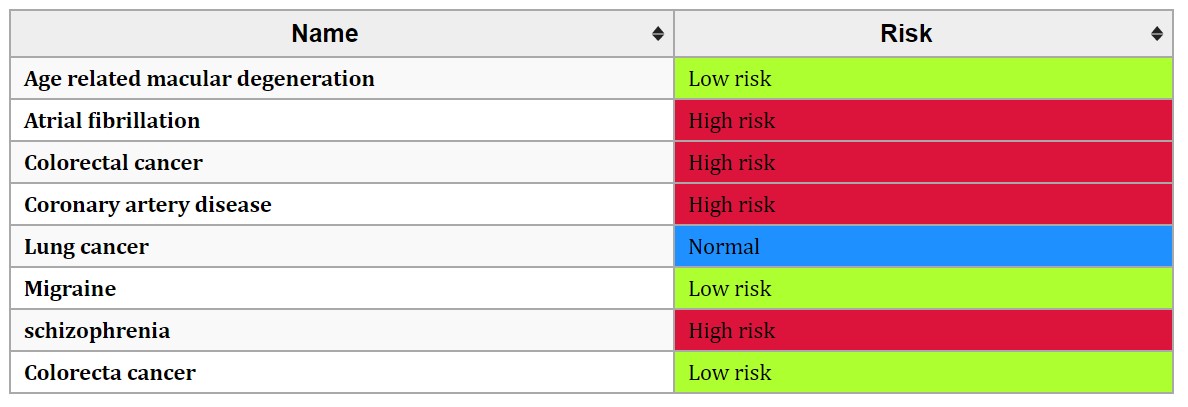 Name Risk
Age related macular degeneration Low risk
Atrial fibrillation High risk
Colorectal cancer High risk
Coronary artery disease High risk
Lung cancer Normal
Migraine Low risk
schizophrenia High risk
Colorecta cancer Low risk